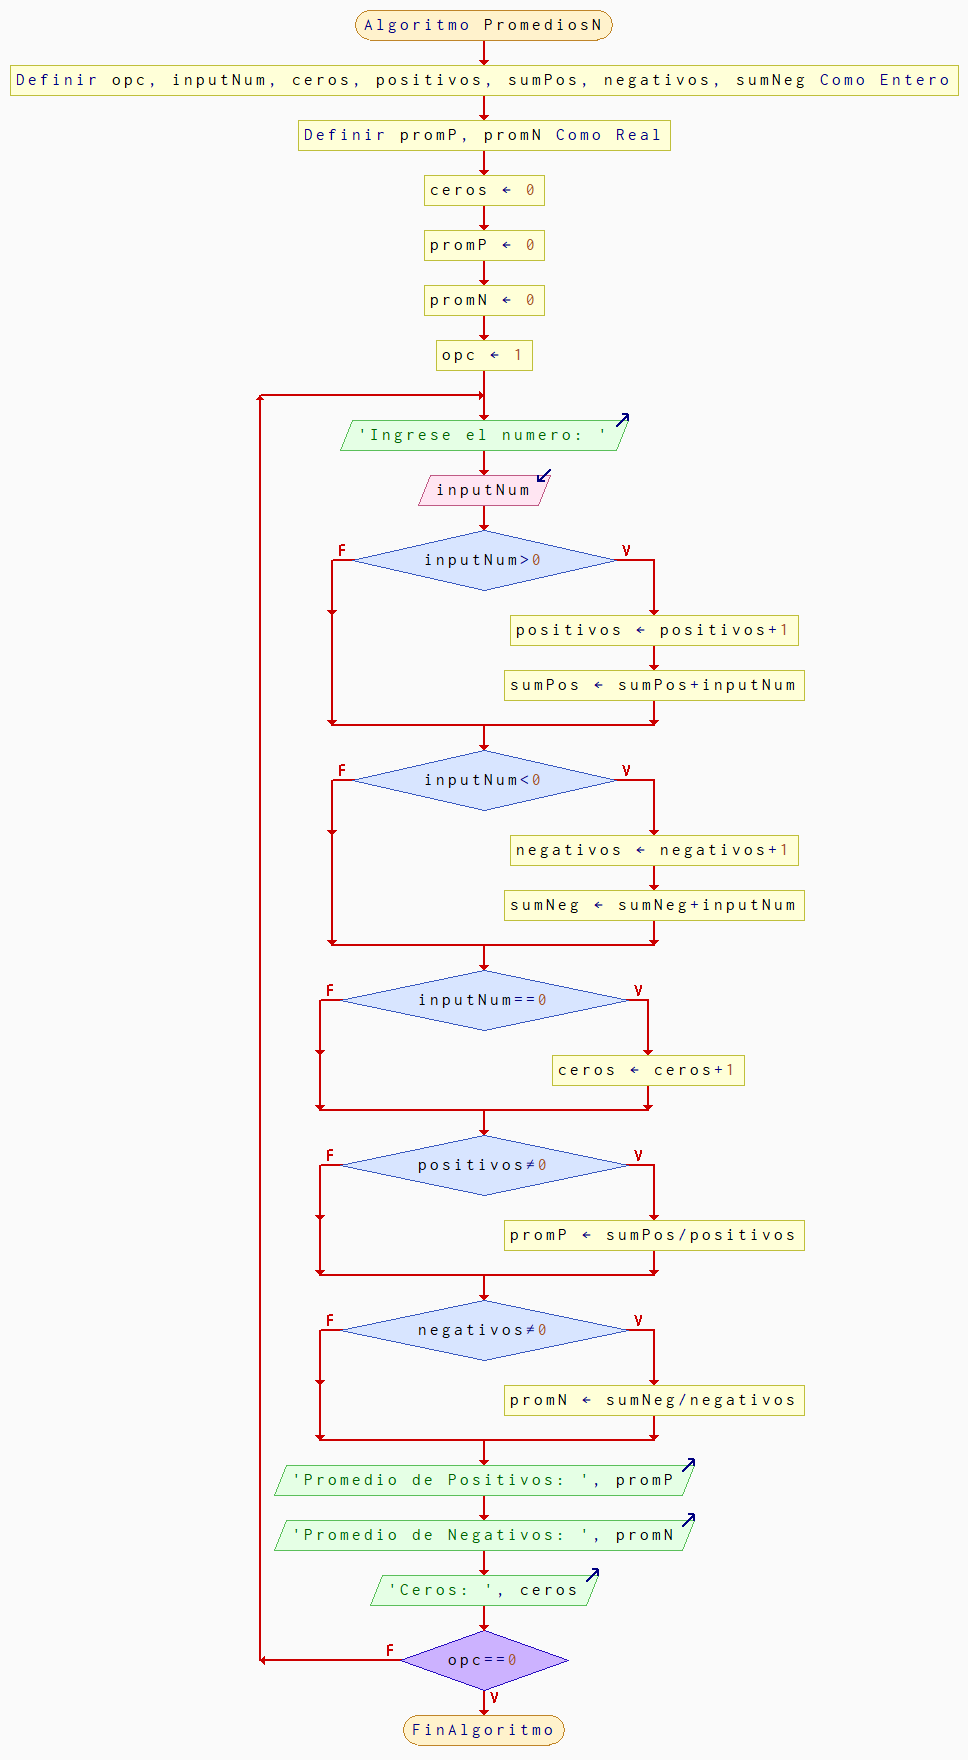 Algoritmo PromediosN
Definir opc, inputNum, ceros, positivos, sumPos, negativos, sumNeg Como Entero
Definir promP, promN Como Real
ceros ← 0
promP ← 0
promN ← 0
opc ← 1
'Ingrese el numero: '
inputNum
F
inputNum>0
V
positivos ← positivos+1
sumPos ← sumPos+inputNum
F
inputNum<0
V
negativos ← negativos+1
sumNeg ← sumNeg+inputNum
F
inputNum==0
V
ceros ← ceros+1
F
positivos≠0
V
promP ← sumPos/positivos
F
negativos≠0
V
promN ← sumNeg/negativos
'Promedio de Positivos: ', promP
'Promedio de Negativos: ', promN
'Ceros: ', ceros
F
opc==0
V
FinAlgoritmo